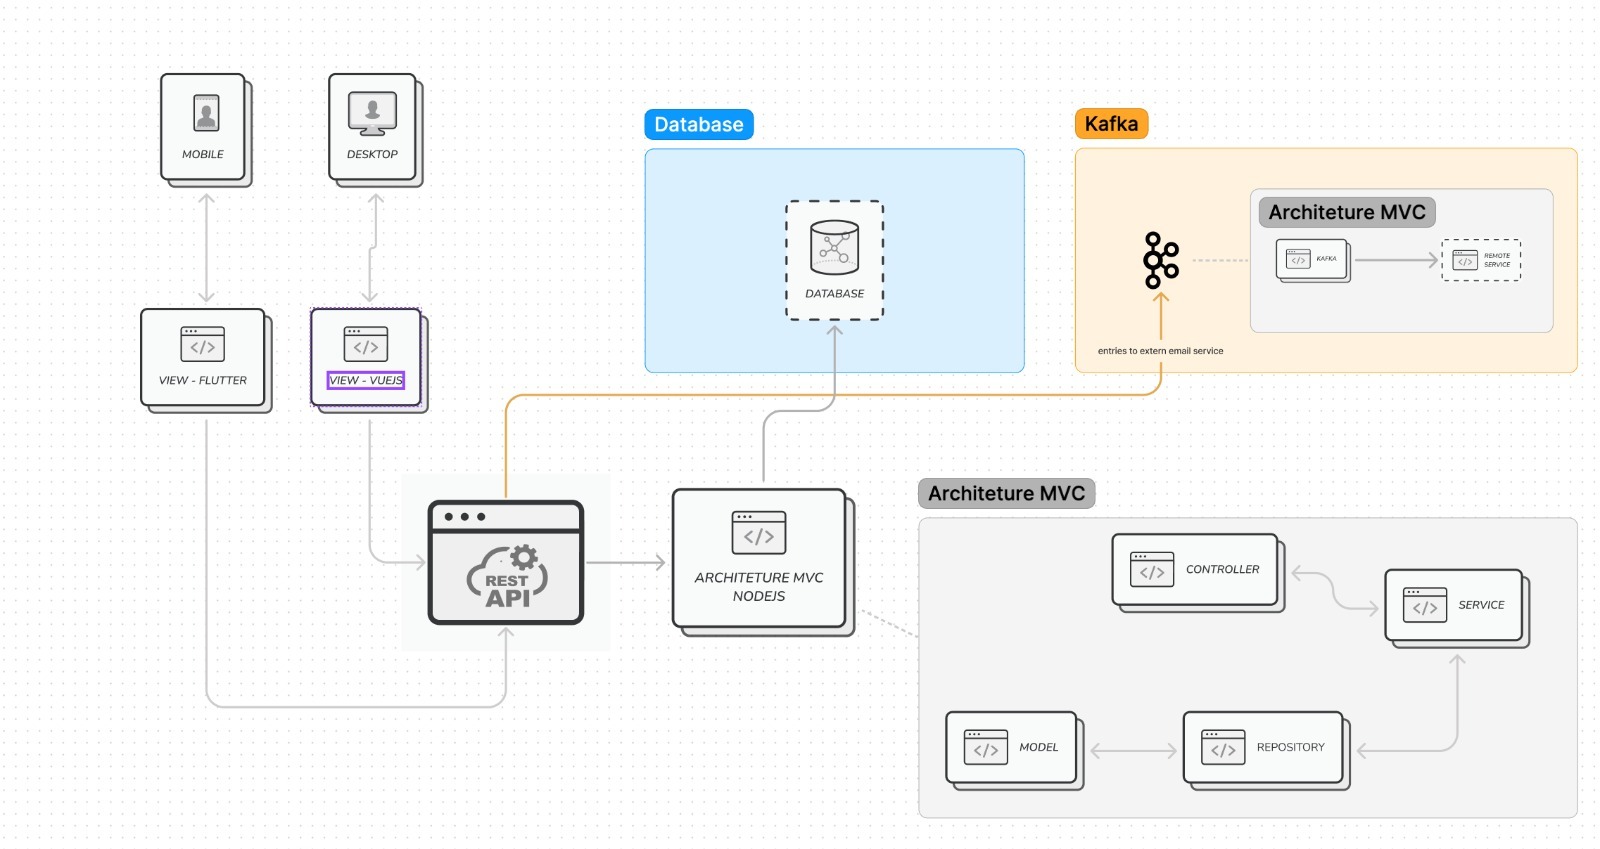 MOBILE
DESKTOP
Database
Kafka
Architeture MVC
KAFKA
REMOTE
SERVICE
DATABASE
entries to extern email service
VIEW - FLUTTER
VIEW - VUEJS
REST
API
ARCHITETURE MVC
NODEJS
Architeture MVC
CONTROLLER
SERVICE
MODEL
REPOSITORY